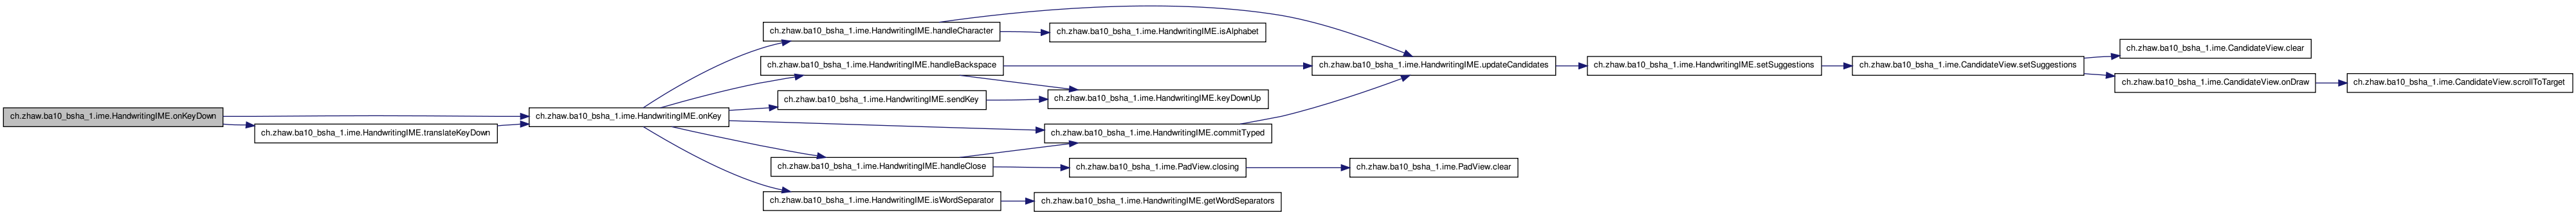 ch.zhaw.ba10_bsha_1.ime.HandwritingIME.onKeyDown
ch.zhaw.ba10_bsha_1.ime.HandwritingIME.translateKeyDown
ch.zhaw.ba10_bsha_1.ime.HandwritingIME.onKey
ch.zhaw.ba10_bsha_1.ime.HandwritingIME.handleCharacter
ch.zhaw.ba10_bsha_1.ime.HandwritingIME.handleBackspace
ch.zhaw.ba10_bsha_1.ime.HandwritingIME.sendKey
ch.zhaw.ba10_bsha_1.ime.HandwritingIME.handleClose
ch.zhaw.ba10_bsha_1.ime.HandwritingIME.isWordSeparator
ch.zhaw.ba10_bsha_1.ime.HandwritingIME.isAlphabet
ch.zhaw.ba10_bsha_1.ime.HandwritingIME.keyDownUp
ch.zhaw.ba10_bsha_1.ime.HandwritingIME.commitTyped
ch.zhaw.ba10_bsha_1.ime.PadView.closing
ch.zhaw.ba10_bsha_1.ime.HandwritingIME.getWordSeparators
ch.zhaw.ba10_bsha_1.ime.HandwritingIME.updateCandidates
ch.zhaw.ba10_bsha_1.ime.PadView.clear
ch.zhaw.ba10_bsha_1.ime.HandwritingIME.setSuggestions
ch.zhaw.ba10_bsha_1.ime.CandidateView.setSuggestions
ch.zhaw.ba10_bsha_1.ime.CandidateView.clear
ch.zhaw.ba10_bsha_1.ime.CandidateView.onDraw
ch.zhaw.ba10_bsha_1.ime.CandidateView.scrollToTarget